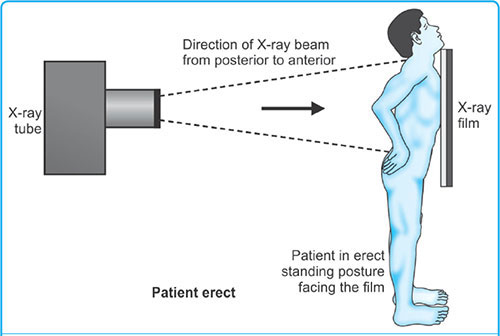 Direction of X-ray beam
from posterior to anterior
X-ray
tube
X-ray
film
Patient in erect
standing posture
facing the film
Patient erect